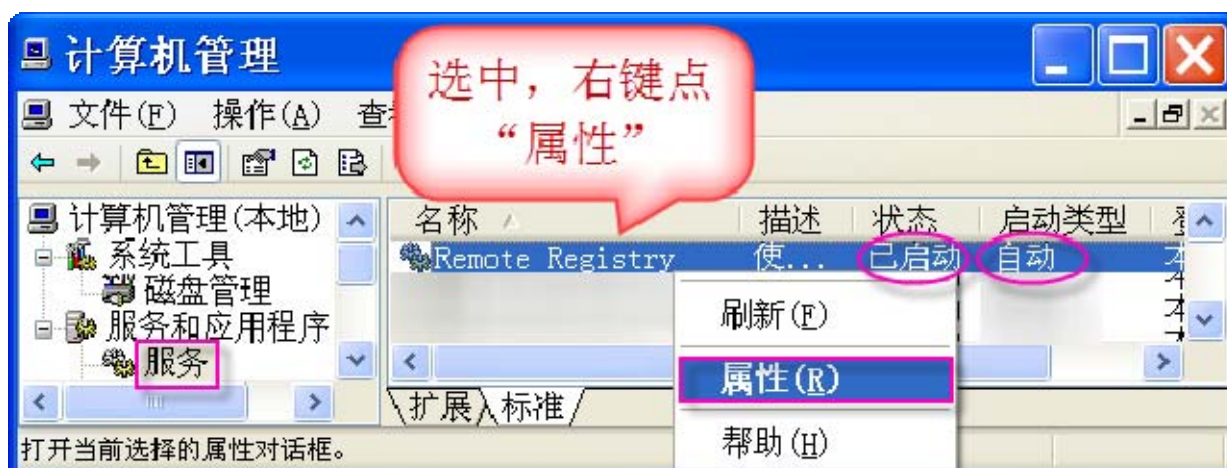 计算机管理
选中，右键点
“属性”
文件(F) 操作(A)
计算机管理(本地)
系统工具
磁盘管理
服务和应用程序
服务
名称 描述 状态 启动类型
Remote Registry 使... 已启动 自动
刷新(F)
属性(R)
帮助(H)
扩展 标准
打开当前选择的属性对话框。